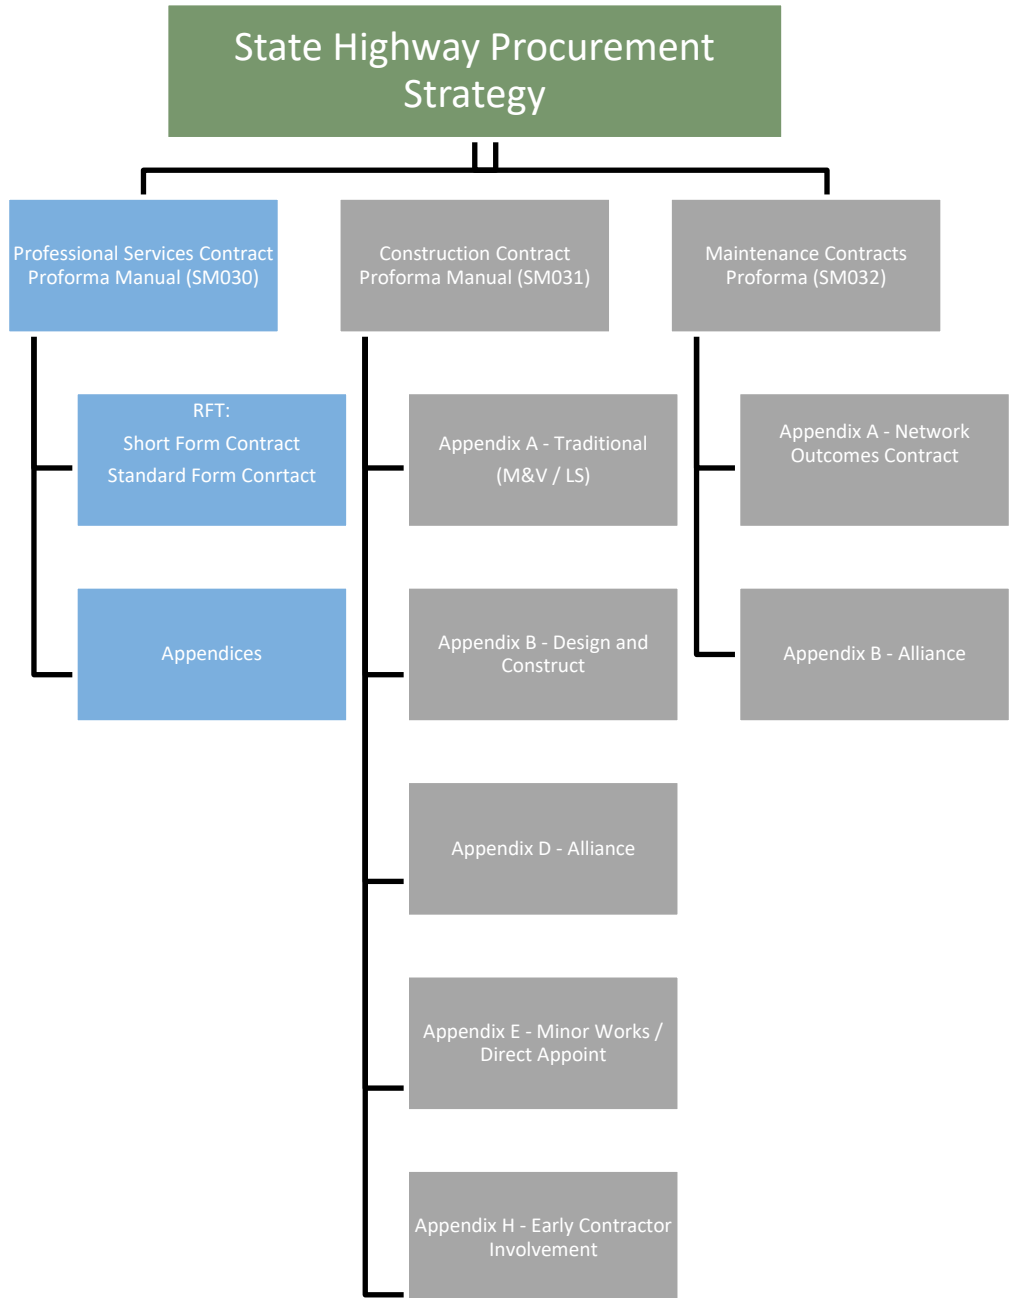 State Highway Procurement
Strategy
Professional Services Contract
Proforma Manual (SM030)
Construction Contract
Proforma Manual (SM031)
Maintenance Contracts
Proforma (SM032)
RFT:
Short Form Contract
Standard Form Conrtact
Appendices
Appendix A - Traditional
(M&V / LS)
Appendix B - Design and
Construct
Appendix D - Alliance
Appendix E - Minor Works /
Direct Appoint
Appendix H - Early Contractor
Involvement
Appendix A - Network
Outcomes Contract
Appendix B - Alliance